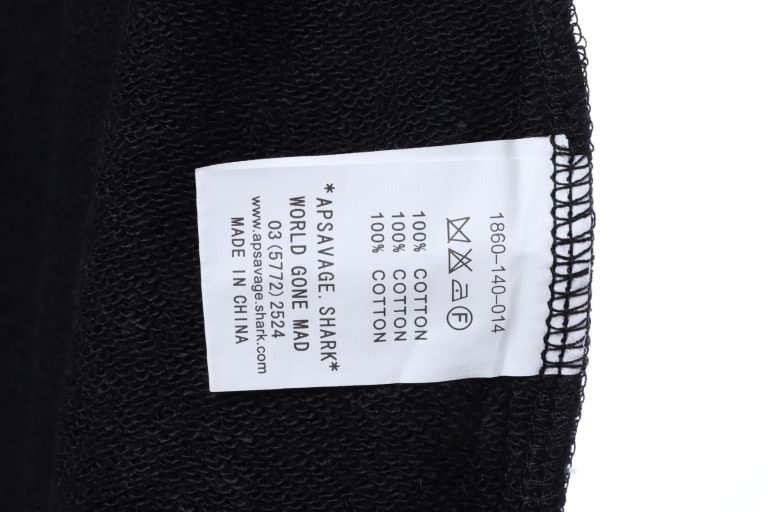 1860-140-014
F
100% COTTON
100% COTTON
100% COTTON
*APSAVAGE. SHARK*
WORLD GONE MAD
03 (5772) 2524
www.apsavage.shark.com
MADE IN CHINA